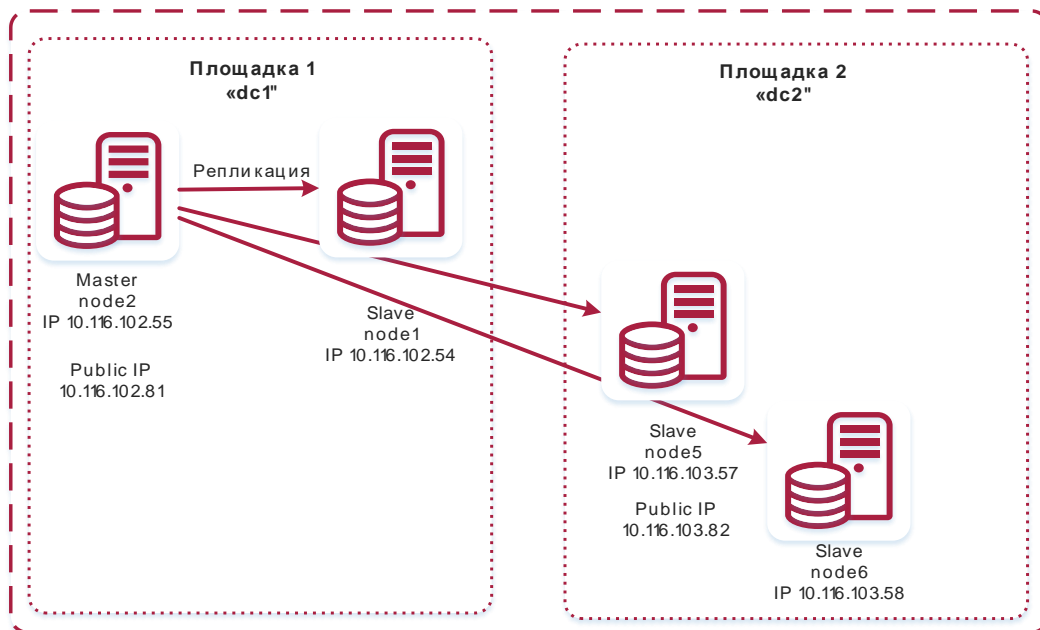 Площадка 1
«dc1"
Репликация
Master
node2
IP 10.116.102.55
Public IP
10.116.102.81
Slave
node1
IP 10.116.102.54
Площадка 2
«dc2"
Slave
node5
IP 10.116.103.57
Public IP
10.116.103.82
Slave
node6
IP 10.116.103.58